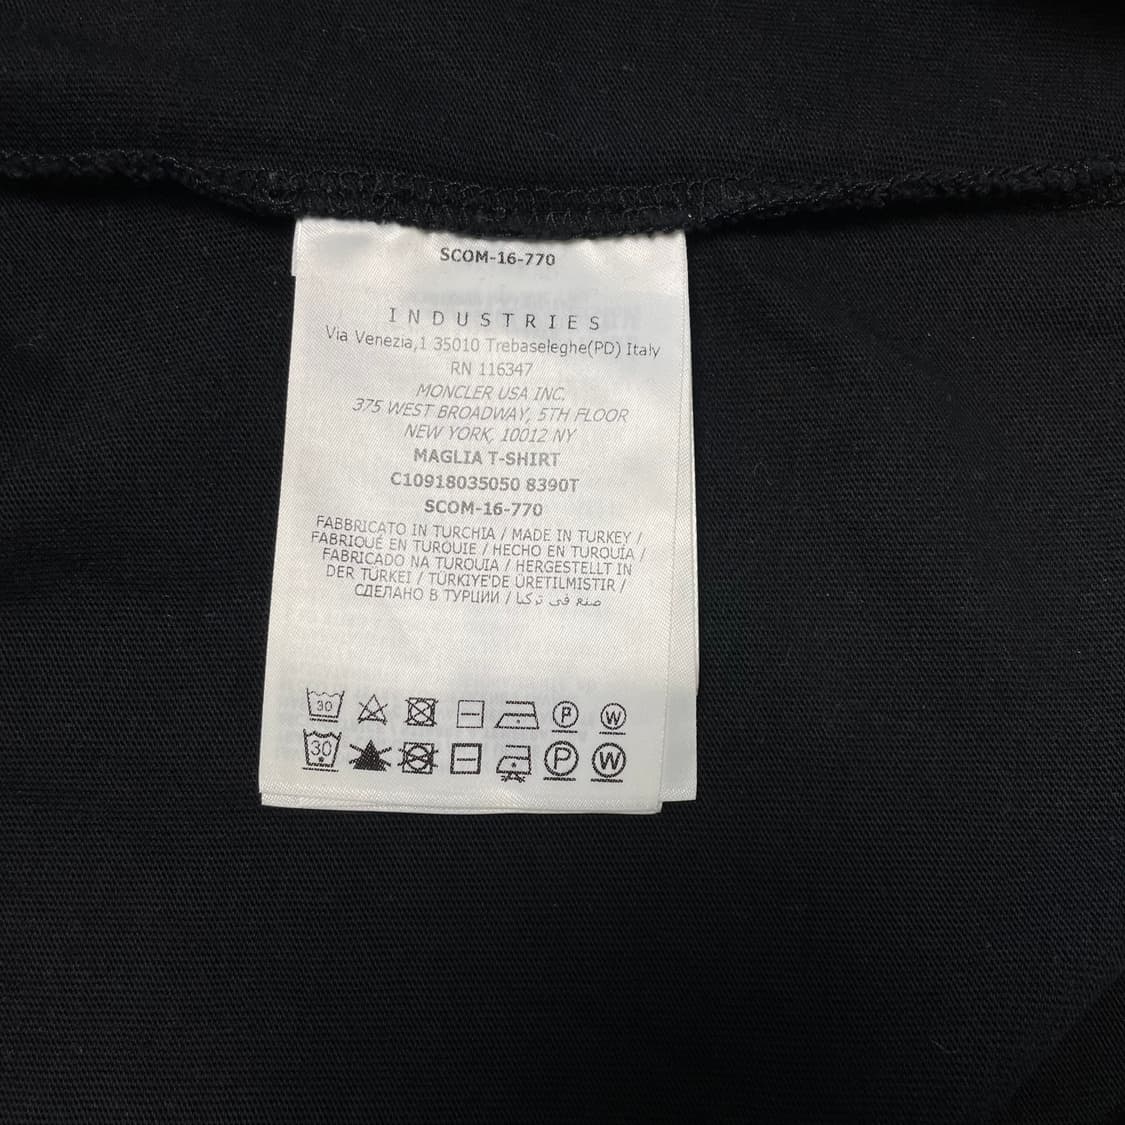 SCOM-16-770
INDUSTRIES
Via Venezia,1 35010 Trebaseleghe(PD) Italy
RN 116347
MONCLER USA INC.
375 WEST BROADWAY, 5TH FLOOR
NEW YORK, 10012 NY
MAGLIA T-SHIRT
C10918035050 8390T
SCOM-16-770
FABBRICATO IN TURCHIA / MADE IN TURKEY /
FABRIQUÉ EN TURQUIE / HECHO EN TURQUÍA /
FABRICADO NA TURQUIA / HERGESTELLT IN
DER TÜRKEI / TÜRKIYE'DE ÜRETILMISTIR /
СДЕЛАНО В ТУРЦИИ / صنع في تركيا
30 P W
30 P W